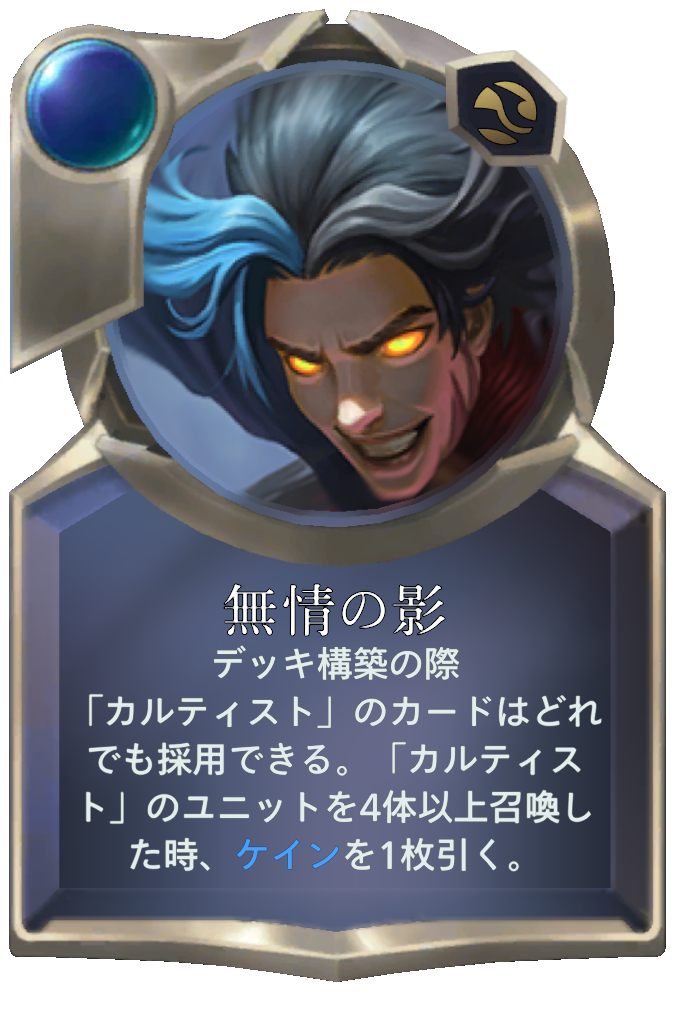 無情の影
デッキ構築の際
「カルティスト」のカードはどれ
でも採用できる。「カルティス
ト」のユニットを4体以上召喚し
た時、ケインを1枚引く。